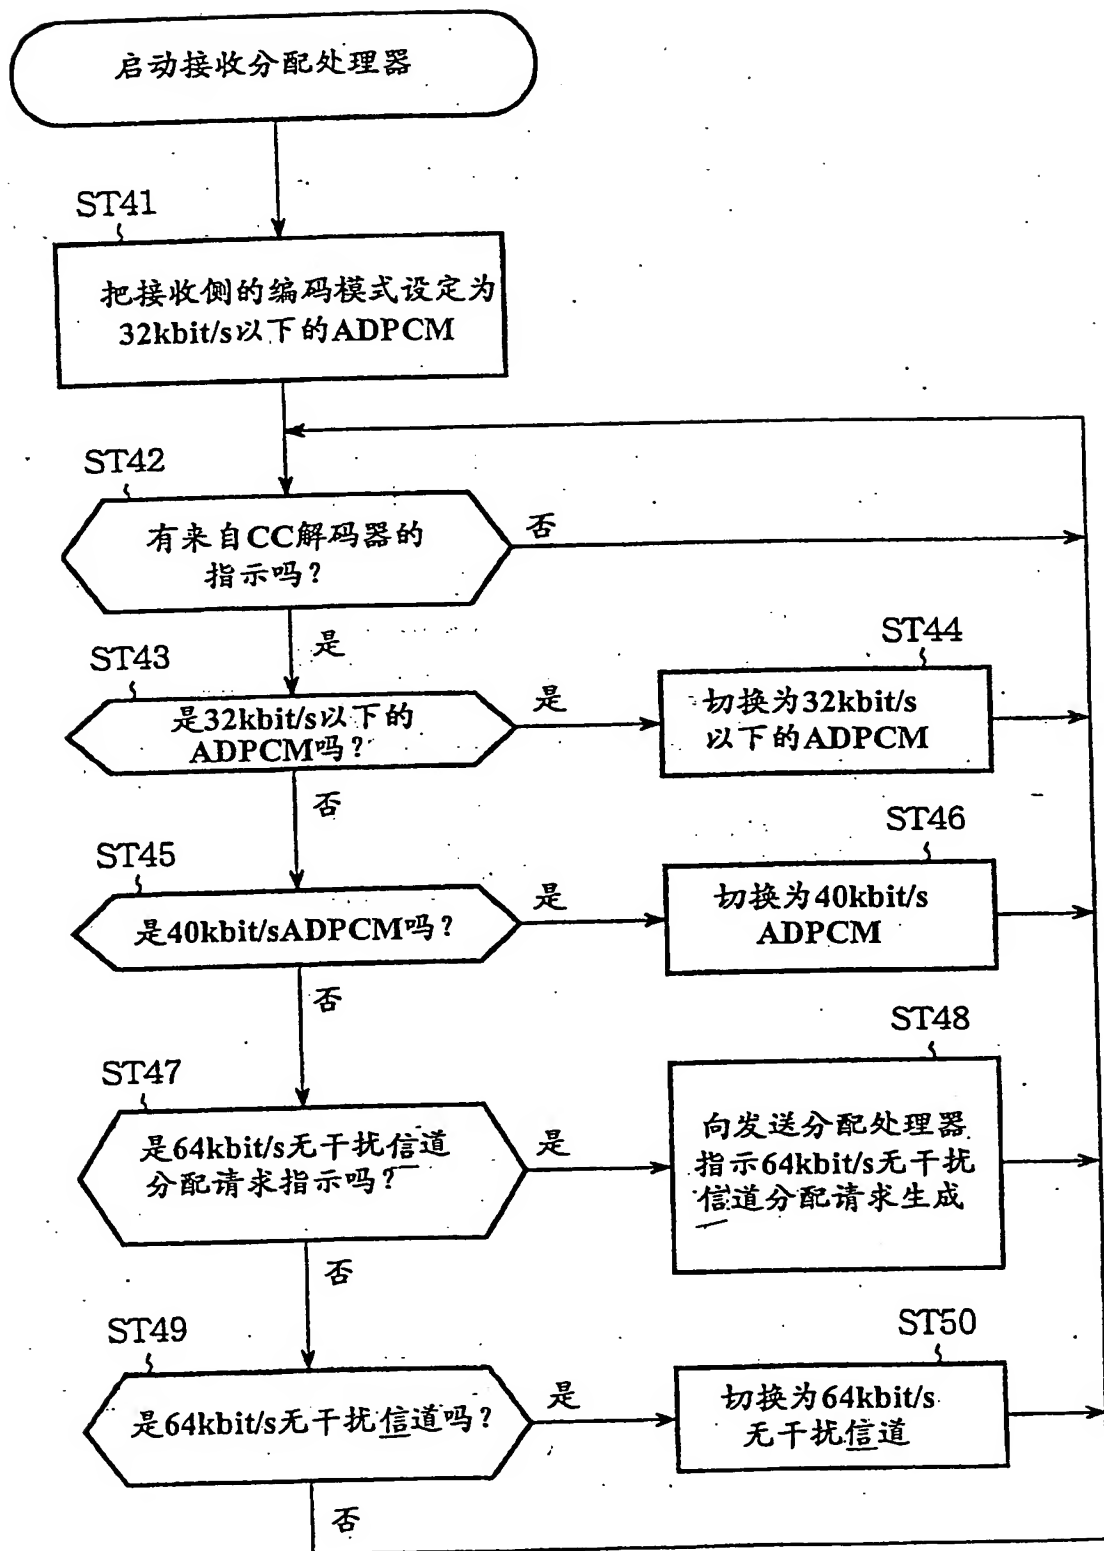 启动接收分配处理器
ST41
把接收侧的编码模式设定为
32kbit/s以下的ADPCM
ST42
有来自CC解码器的
指示吗？
否
是
ST43
是32kbit/s以下的
ADPCM吗？
是
ST44
切换为32kbit/s
以下的ADPCM
否
ST45
是40kbit/sADPCM吗？
是
ST46
切换为40kbit/s
ADPCM
否
ST47
是64kbit/s无干扰信道
分配请求指示吗？
是
ST48
向发送分配处理器
指示64kbit/s无干扰
信道分配请求生成
否
ST49
是64kbit/s无干扰信道吗？
是
ST50
切换为64kbit/s
无干扰信道
否